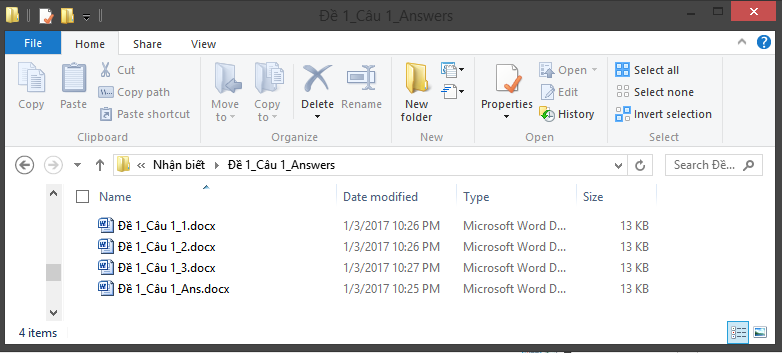 Đề 1_Câu 1_Answers
File Home Share View
Copy
Paste
Cut
Copy path
Paste shortcut
Clipboard
Move to
Copy to
Delete
Rename
Organize
New folder
New
Properties
Open
Edit
History
Open
Select all
Select none
Invert selection
Select
« Nhận biết Đề 1_Câu 1_Answers
Search Đề...
Name Date modified Type Size
Đề 1_Câu 1_1.docx 1/3/2017 10:26 PM Microsoft Word D... 13 KB
Đề 1_Câu 1_2.docx 1/3/2017 10:26 PM Microsoft Word D... 13 KB
Đề 1_Câu 1_3.docx 1/3/2017 10:27 PM Microsoft Word D... 13 KB
Đề 1_Câu 1_Ans.docx 1/3/2017 10:25 PM Microsoft Word D... 13 KB
4 items